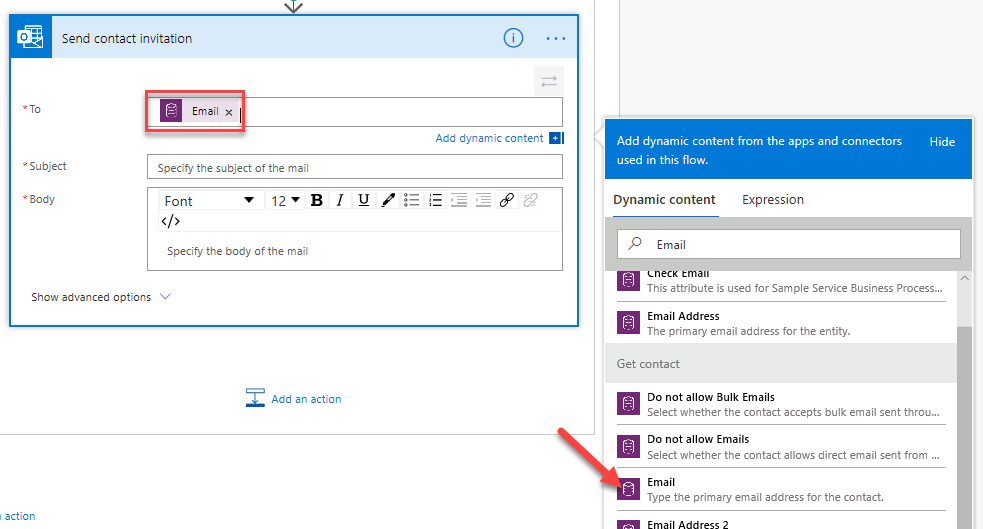 Send contact invitation
* To
Email ×
Add dynamic content
* Subject
Specify the subject of the mail
* Body
Font 12 B I U
</>
Specify the body of the mail
Show advanced options
Add an action
action
Add dynamic content from the apps and connectors used in this flow.
Hide
Dynamic content Expression
Email
Check Email
This attribute is used for Sample Service Business Process...
Email Address
The primary email address for the entity.
Get contact
Do not allow Bulk Emails
Select whether the contact accepts bulk email sent throu...
Do not allow Emails
Select whether the contact allows direct email sent from ...
Email
Type the primary email address for the contact.
Email Address 2